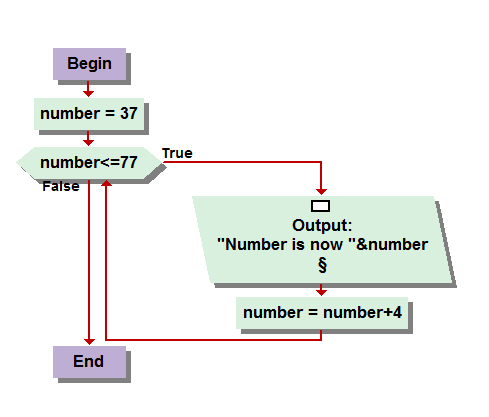 Begin
number = 37
number<=77
True
False
Output:
"Number is now "&number
§
number = number+4
End